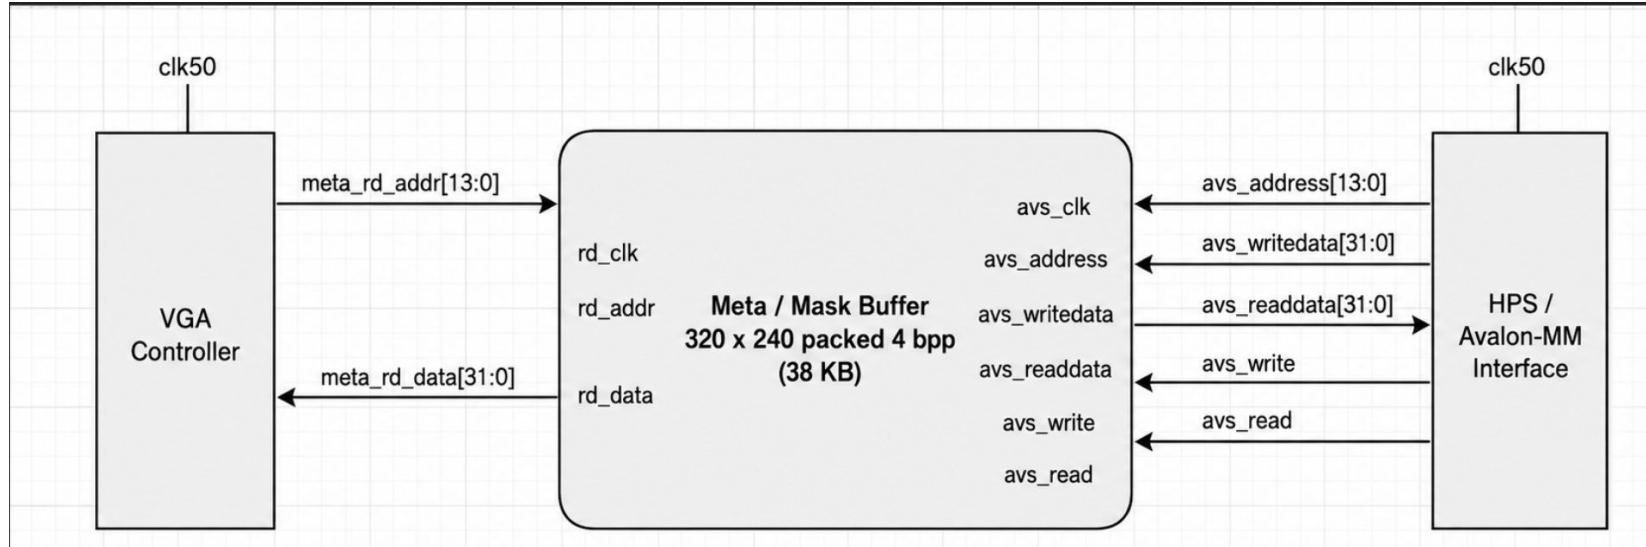 clk50
clk50
meta_rd_addr[13:0]
avs_address[13:0]
avs_clk
avs_writedata[31:0]
rd_clk
avs_address
avs_readdata[31:0]
VGA
Controller
rd_addr
Meta / Mask Buffer
320 x 240 packed 4 bpp
(38 KB)
avs_writedata
HPS /
Avalon-MM
Interface
avs_write
meta_rd_data[31:0]
avs_readdata
rd_data
avs_read
avs_write
avs_read